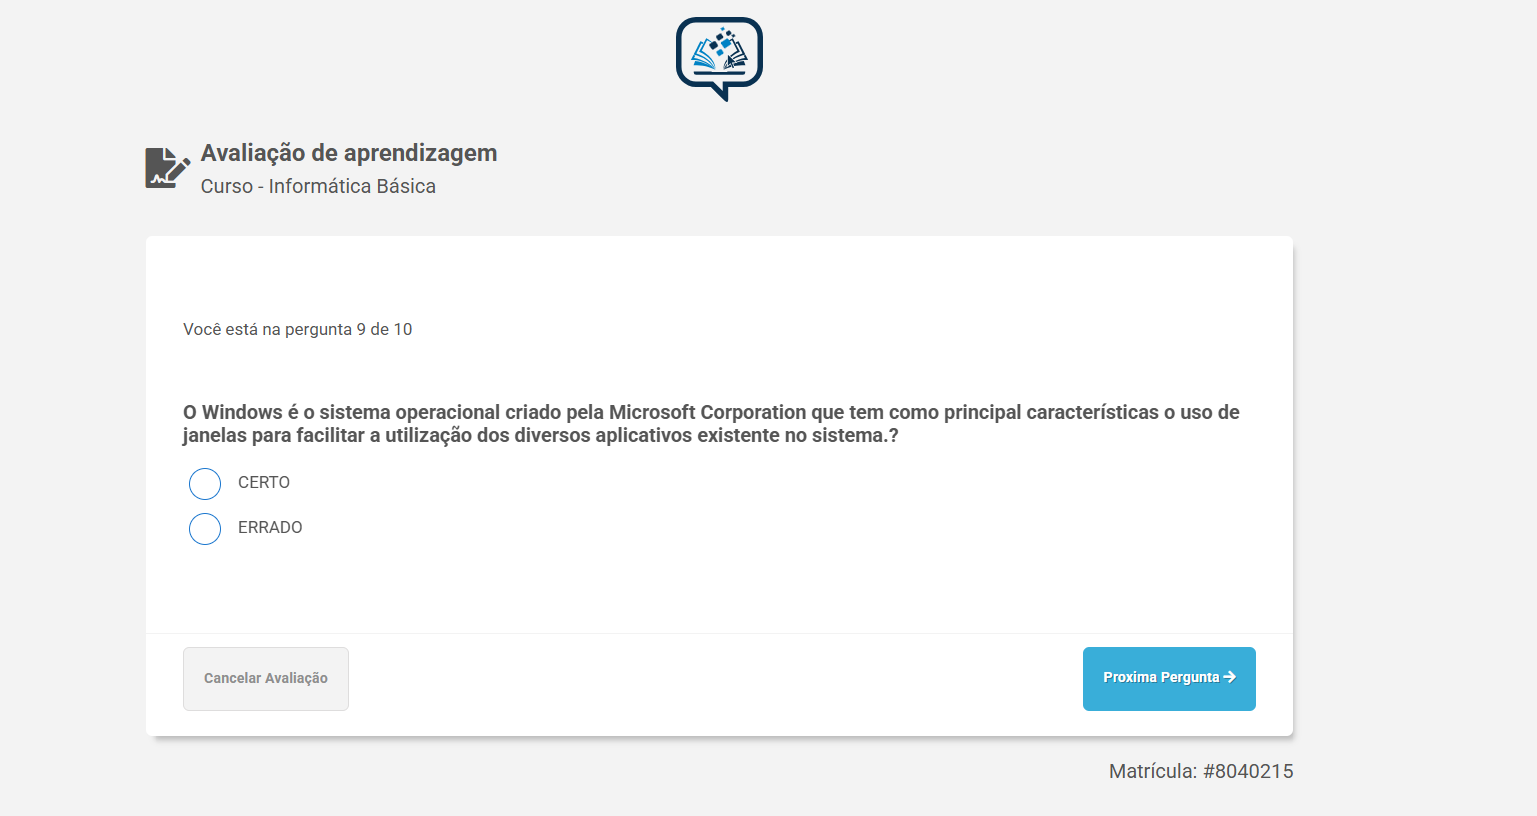 Avaliação de aprendizagem
Curso - Informática Básica
Você está na pergunta 9 de 10
O Windows é o sistema operacional criado pela Microsoft Corporation que tem como principal características o uso de
janelas para facilitar a utilização dos diversos aplicativos existente no sistema.?
CERTO
ERRADO
Cancelar Avaliação
Proxima Pergunta
Matrícula: #8040215